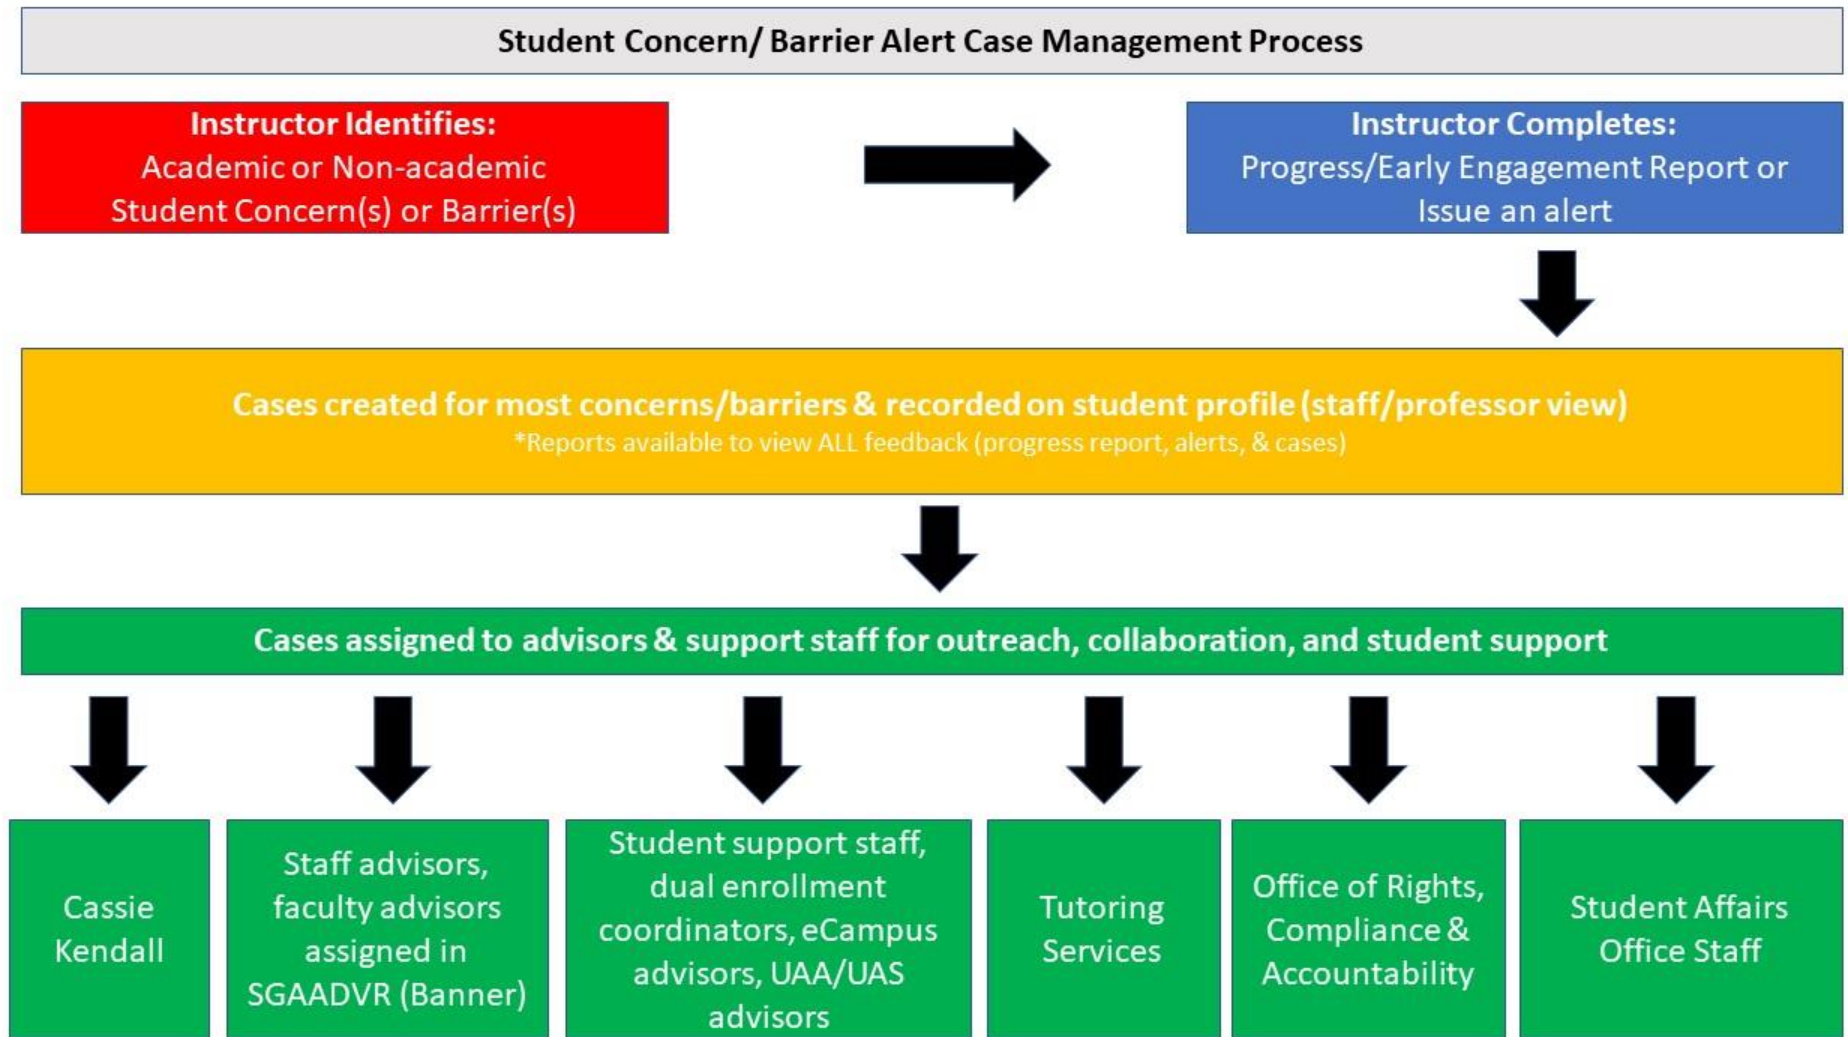 Student Concern/ Barrier Alert Case Management Process
Instructor Identifies:
Academic or Non-academic
Student Concern(s) or Barrier(s)
Instructor Completes:
Progress/Early Engagement Report or
Issue an alert
Cases created for most concerns/barriers & recorded on student profile (staff/professor view)
*Reports available to view ALL feedback (progress report, alerts, & cases)
Cases assigned to advisors & support staff for outreach, collaboration, and student support
Cassie
Kendall
Staff advisors,
faculty advisors
assigned in
SGAADVR (Banner)
Student support staff,
dual enrollment
coordinators, eCampus
advisors, UAA/UAS
advisors
Tutoring
Services
Office of Rights,
Compliance &
Accountability
Student Affairs
Office Staff